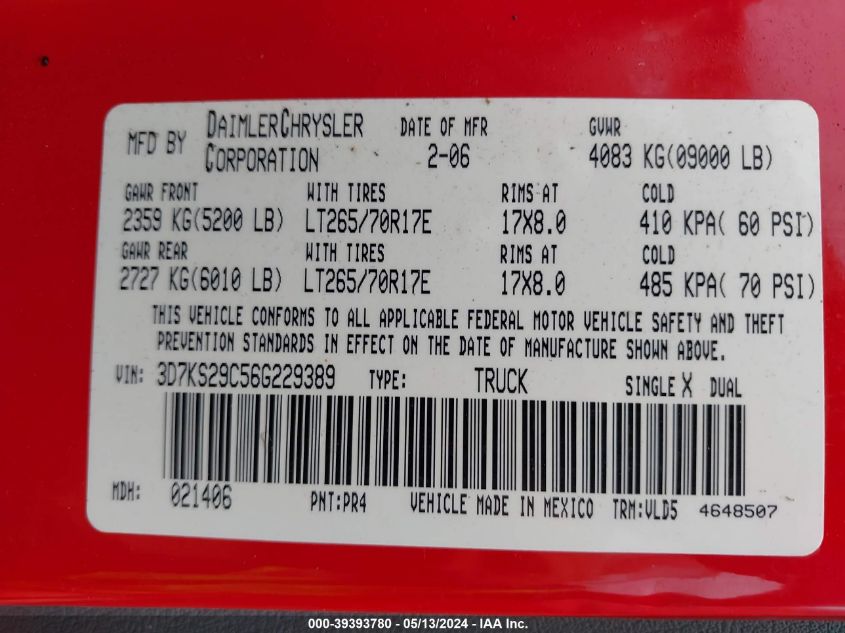 MFD BY DAIMLERCHRYSLER CORPORATION DATE OF MFR 2-06 GVWR 4083 KG(09000 LB)
GAWR FRONT WITH TIRES RIMS AT COLD
2359 KG(5200 LB) LT265/70R17E 17X8.0 410 KPA( 60 PSI)
GAWR REAR WITH TIRES RIMS AT COLD
2727 KG(6010 LB) LT265/70R17E 17X8.0 485 KPA( 70 PSI)
THIS VEHICLE CONFORMS TO ALL APPLICABLE FEDERAL MOTOR VEHICLE SAFETY AND THEFT
PREVENTION STANDARDS IN EFFECT ON THE DATE OF MANUFACTURE SHOWN ABOVE.
VIN: 3D7KS29C56G229389 TYPE: TRUCK SINGLE X DUAL
MDH: 021406 PNT:PR4 VEHICLE MADE IN MEXICO TRM:VLD5 4648507
000-39393780 - 05/13/2024 - IAA Inc.